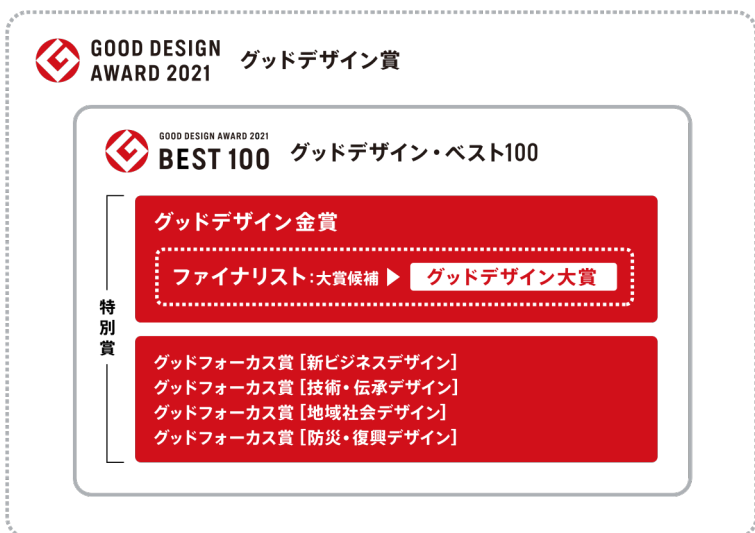 GOOD DESIGN
AWARD 2021
グッドデザイン賞
GOOD DESIGN AWARD 2021
BEST 100
グッドデザイン・ベスト100
特別賞
グッドデザイン金賞
ファイナリスト:大賞候補▶グッドデザイン大賞
グッドフォーカス賞［新ビジネスデザイン］
グッドフォーカス賞［技術・伝承デザイン］
グッドフォーカス賞［地域社会デザイン］
グッドフォーカス賞［防災・復興デザイン］